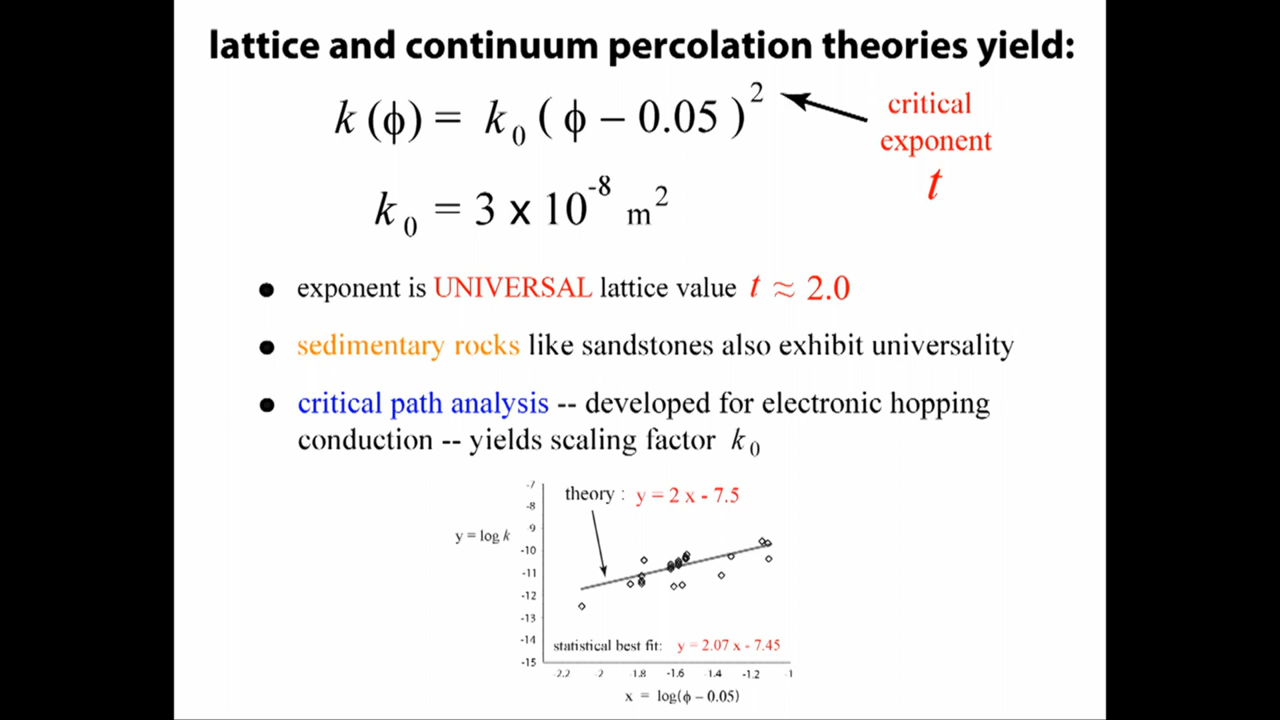 lattice and continuum percolation theories yield:
k (ϕ) = k₀ ( ϕ – 0.05 )²
critical
exponent
t
k₀ = 3 x 10⁻⁸ m²
● exponent is UNIVERSAL lattice value t ≈ 2.0
● sedimentary rocks like sandstones also exhibit universality
● critical path analysis -- developed for electronic hopping
conduction -- yields scaling factor k₀
theory : y = 2 x - 7.5
y = log k
-7
-8
9
-10
-11
-12
-13
-14
-15
statistical best fit: y = 2.07 x - 7.45
2.2 -2 1.8 -1.6 1.4 -1.2 1
x = log(ϕ – 0.05)